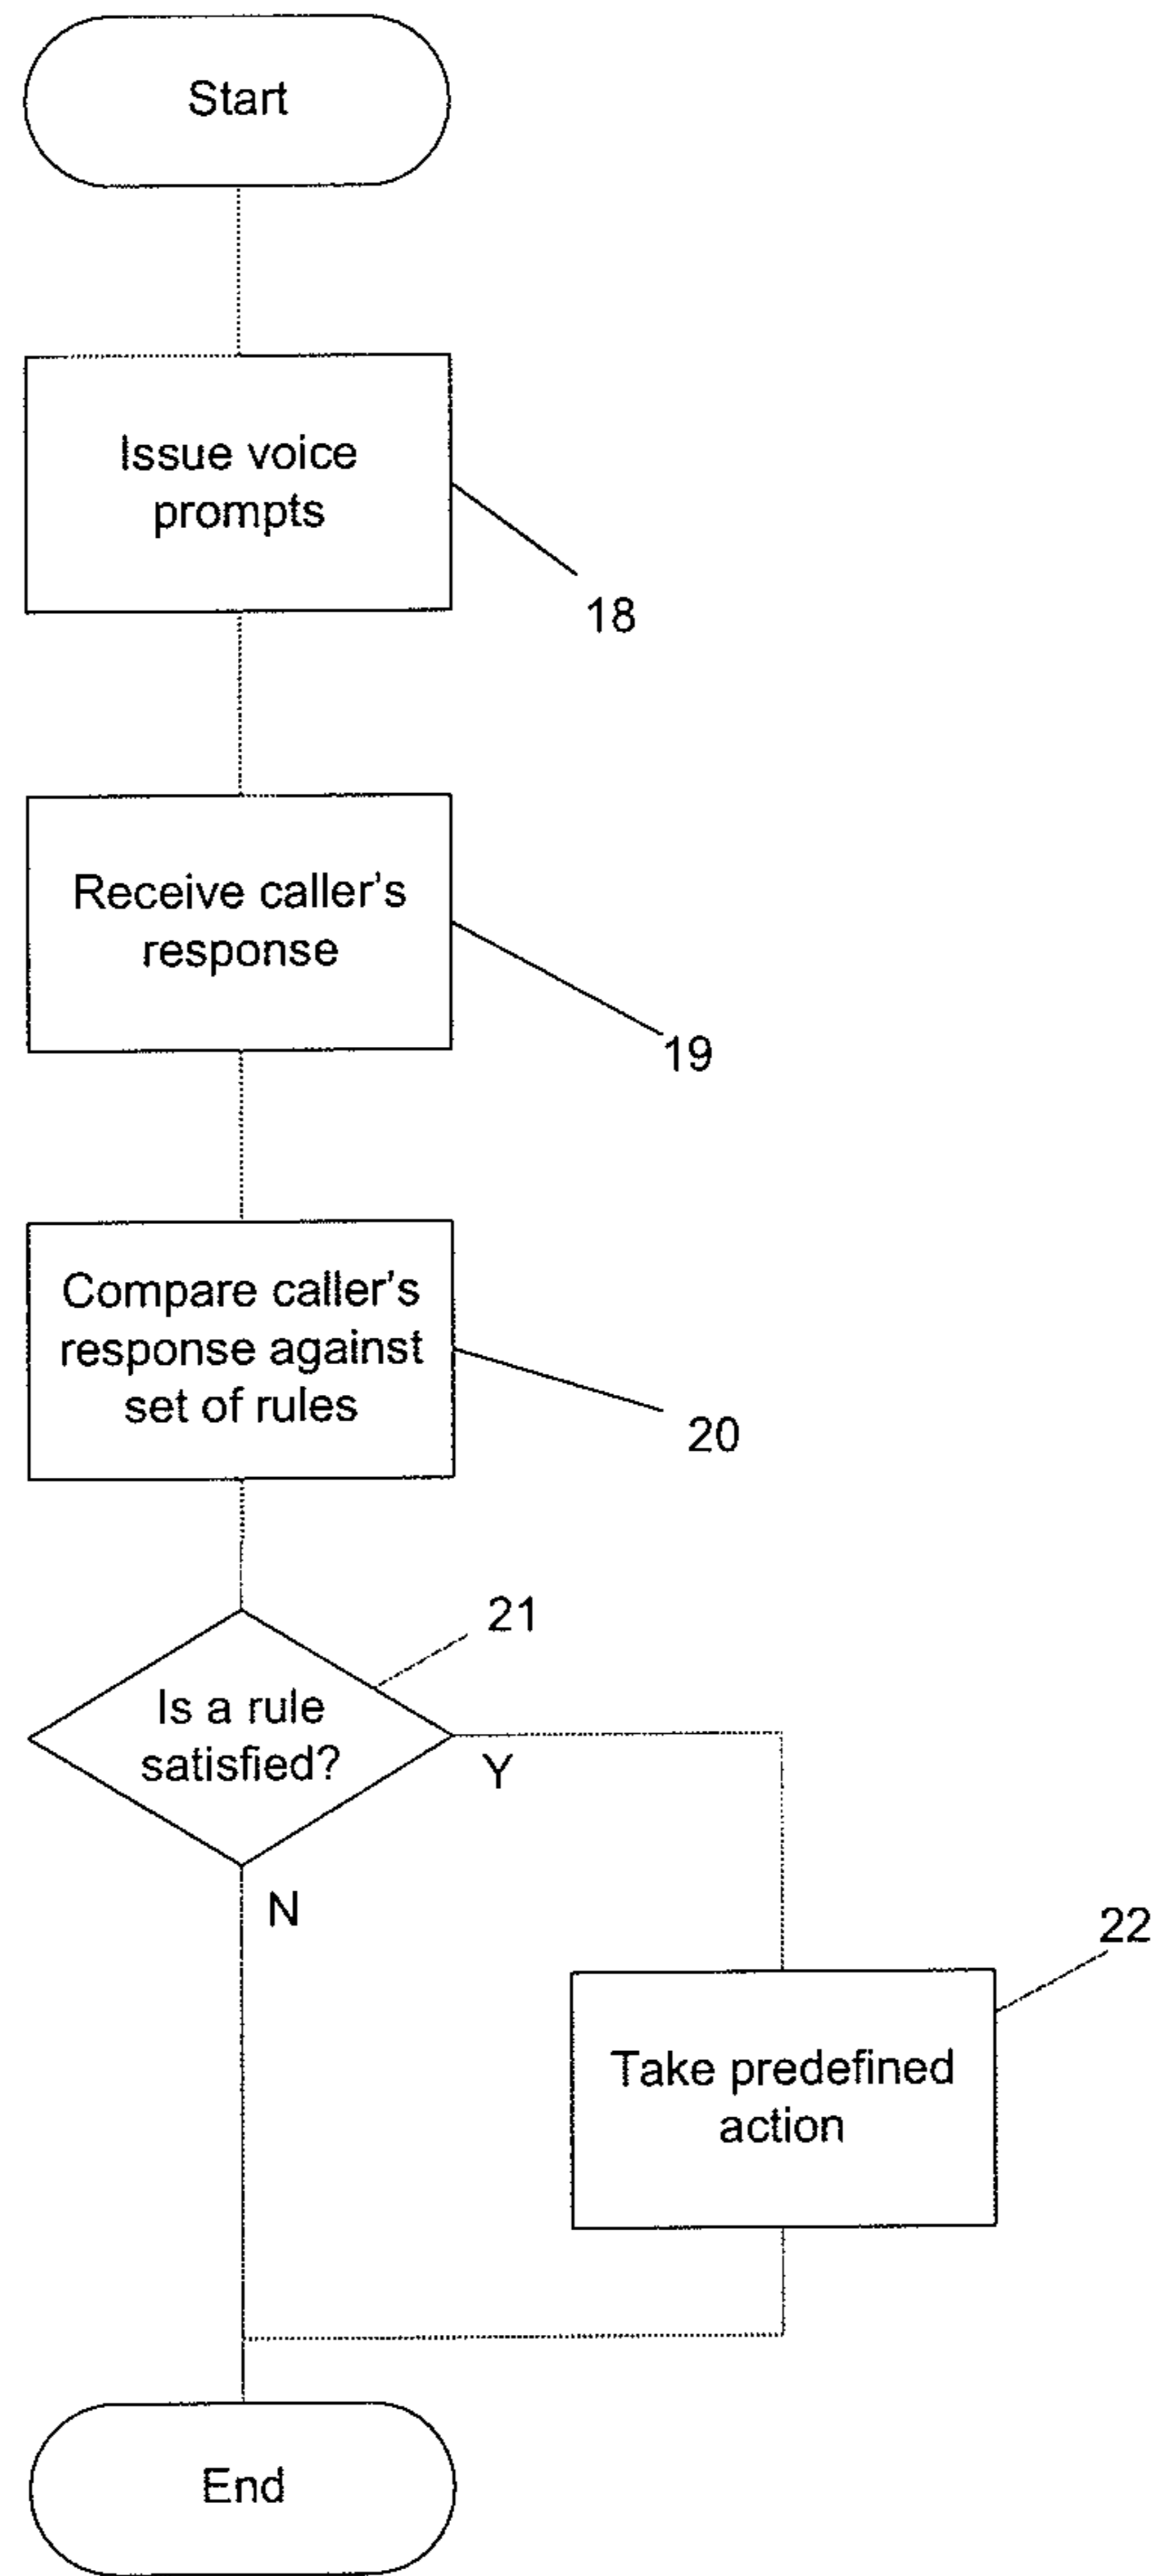 Start
Issue voice
prompts
18
Receive caller's
response
19
Compare caller's
response against
set of rules
20
21
Is a rule
satisfied?
Y
N
22
Take predefined
action
End